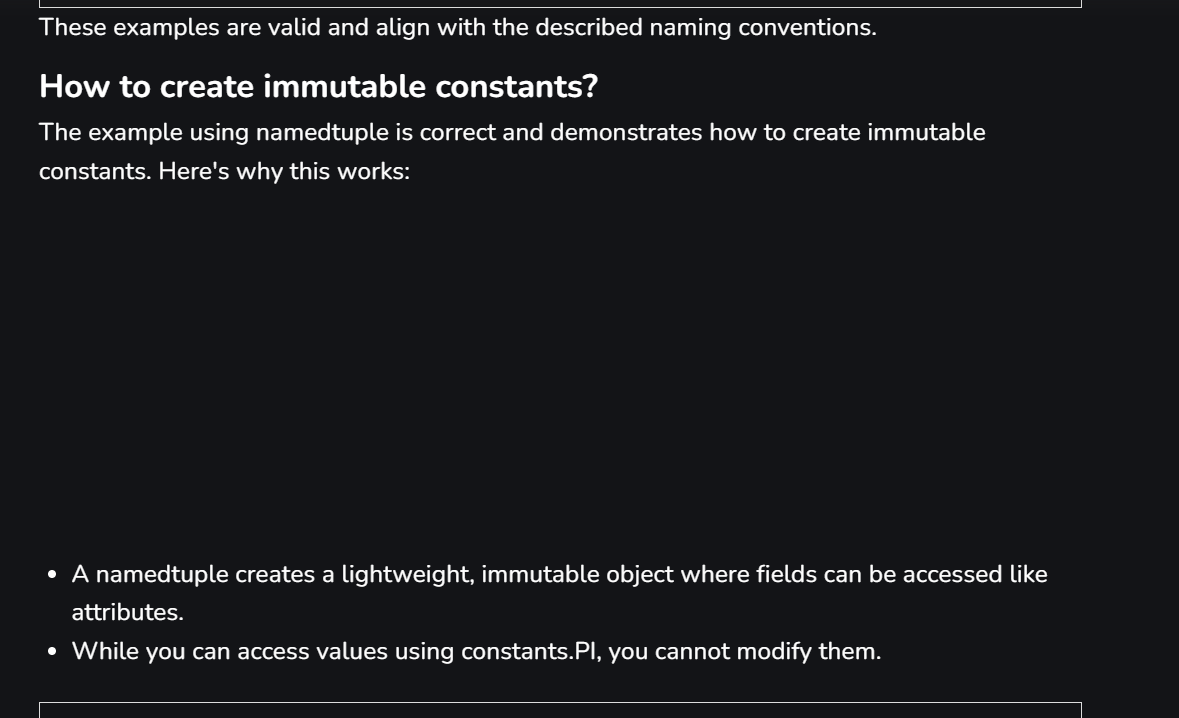 These examples are valid and align with the described naming conventions.
How to create immutable constants?
The example using namedtuple is correct and demonstrates how to create immutable
constants. Here's why this works:
• A namedtuple creates a lightweight, immutable object where fields can be accessed like
attributes.
• While you can access values using constants.PI, you cannot modify them.